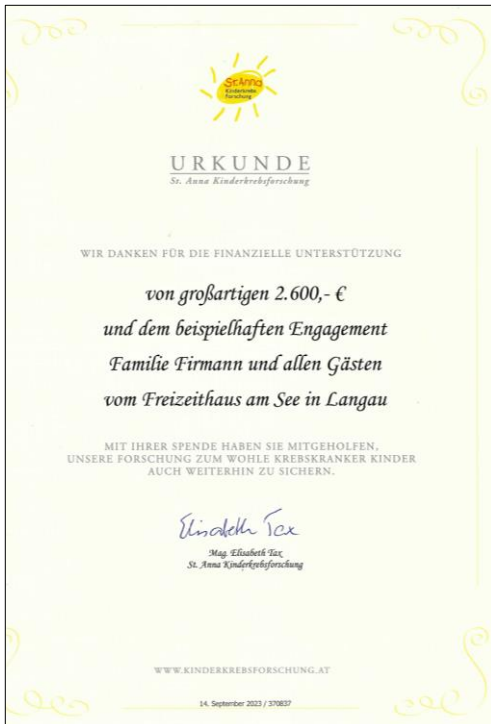 St.Anna
Kinderkrebs
Forschung
URKUNDE
St. Anna Kinderkrebsforschung
WIR DANKEN FÜR DIE FINANZIELLE UNTERSTÜTZUNG
von großartigen 2.600,- €
und dem beispielhaften Engagement
Familie Firmann und allen Gästen
vom Freizeithaus am See in Langau
MIT IHRER SPENDE HABEN SIE MITGEHOLFEN,
UNSERE FORSCHUNG ZUM WOHLE KREBSKRANKER KINDER
AUCH WEITERHIN ZU SICHERN.
Elisabeth Tax
Mag. Elisabeth Tax
St. Anna Kinderkrebsforschung
WWW.KINDERKREBSFORSCHUNG.AT
14. September 2023 / 370837